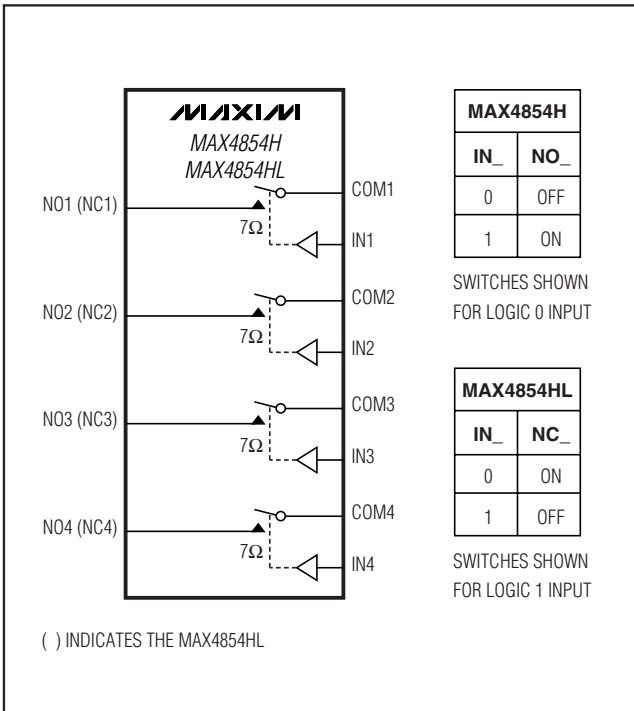 MAXIM
MAX4854H
MAX4854HL
NO1 (NC1)
7Ω
COM1
IN1
NO2 (NC2)
7Ω
COM2
IN2
NO3 (NC3)
7Ω
COM3
IN3
NO4 (NC4)
7Ω
COM4
IN4
( ) INDICATES THE MAX4854HL
MAX4854H
IN_ NO_
0 OFF
1 ON
SWITCHES SHOWN
FOR LOGIC 0 INPUT
MAX4854HL
IN_ NC_
0 ON
1 OFF
SWITCHES SHOWN
FOR LOGIC 1 INPUT